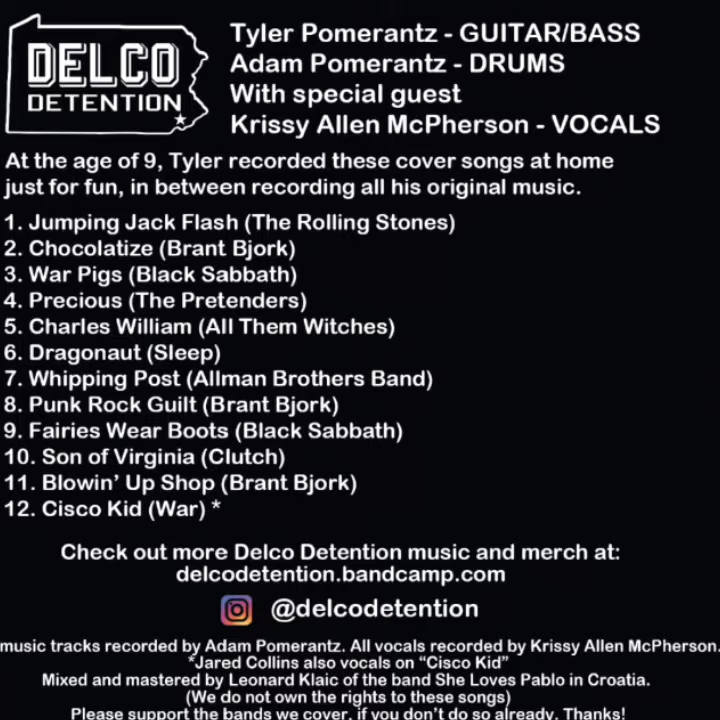 DELCO
DETENTION
Tyler Pomerantz - GUITAR/BASS
Adam Pomerantz - DRUMS
With special guest
Krissy Allen McPherson - VOCALS
At the age of 9, Tyler recorded these cover songs at home
just for fun, in between recording all his original music.
1. Jumping Jack Flash (The Rolling Stones)
2. Chocolatize (Brant Bjork)
3. War Pigs (Black Sabbath)
4. Precious (The Pretenders)
5. Charles William (All Them Witches)
6. Dragonaut (Sleep)
7. Whipping Post (Allman Brothers Band)
8. Punk Rock Guilt (Brant Bjork)
9. Fairies Wear Boots (Black Sabbath)
10. Son of Virginia (Clutch)
11. Blowin’ Up Shop (Brant Bjork)
12. Cisco Kid (War) *
Check out more Delco Detention music and merch at:
delcodetention.bandcamp.com
@delcodetention
music tracks recorded by Adam Pomerantz. All vocals recorded by Krissy Allen McPherson.
*Jared Collins also vocals on “Cisco Kid”
Mixed and mastered by Leonard Klaic of the band She Loves Pablo in Croatia.
(We do not own the rights to these songs)
Please support the bands we cover, if you don’t do so already. Thanks!